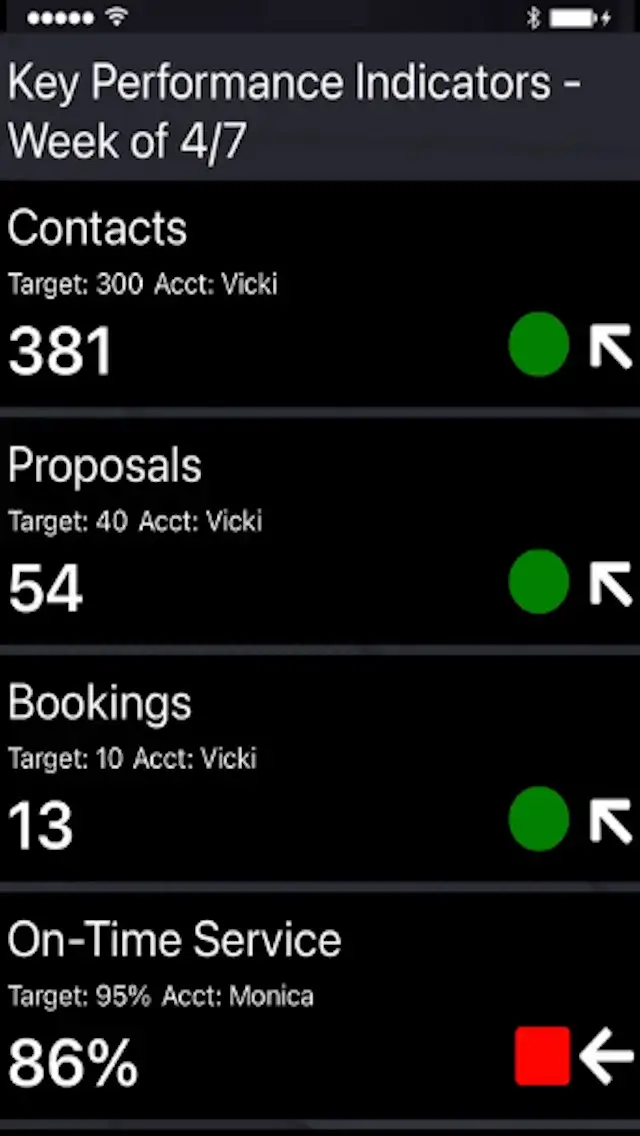 Key Performance Indicators -
Week of 4/7
Contacts
Target: 300 Acct: Vicki
381
Proposals
Target: 40 Acct: Vicki
54
Bookings
Target: 10 Acct: Vicki
13
On-Time Service
Target: 95% Acct: Monica
86%